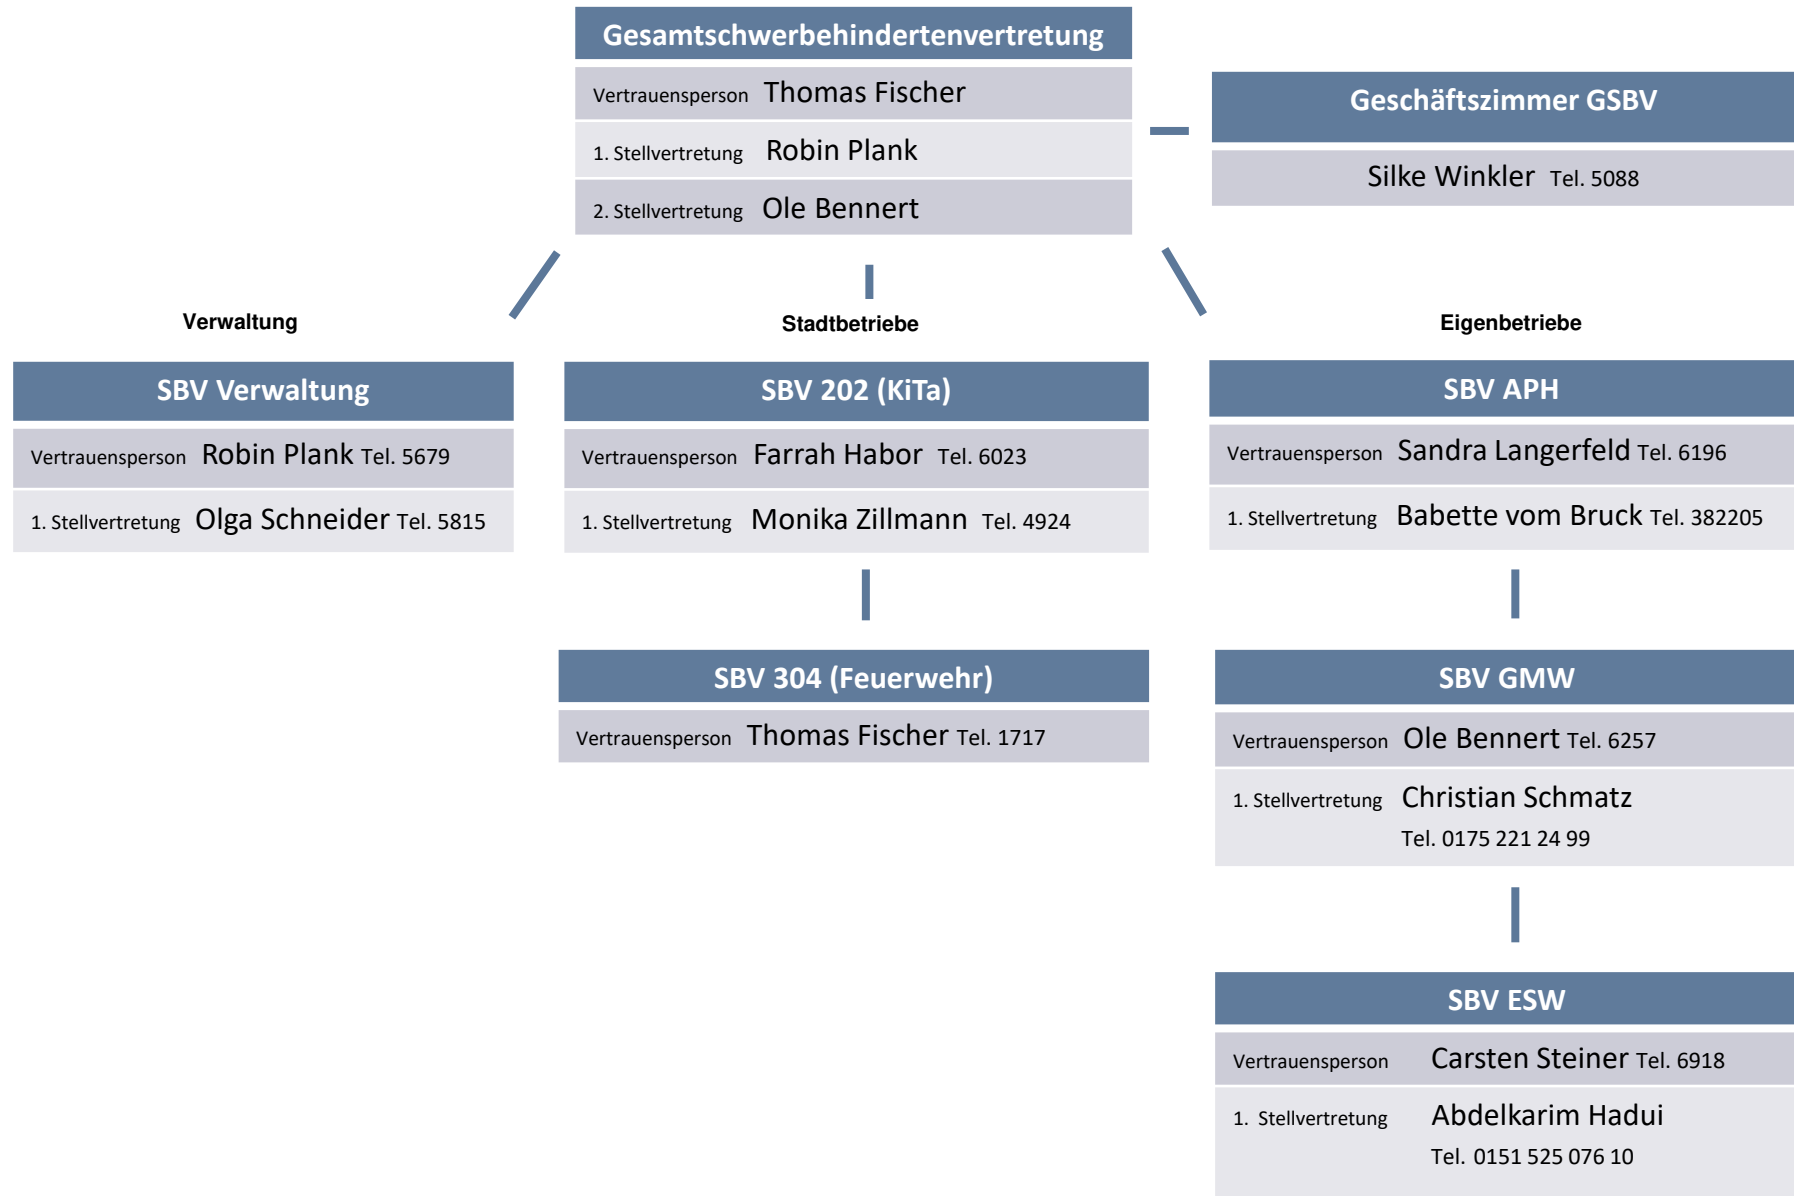 Gesamtschwerbehindertenvertretung
Vertrauensperson Thomas Fischer
1. Stellvertretung Robin Plank
2. Stellvertretung Ole Bennert
Geschäftszimmer GSBV
Silke Winkler Tel. 5088
Verwaltung
SBV Verwaltung
Vertrauensperson Robin Plank Tel. 5679
1. Stellvertretung Olga Schneider Tel. 5815
Stadtbetriebe
SBV 202 (KiTa)
Vertrauensperson Farrah Habor Tel. 6023
1. Stellvertretung Monika Zillmann Tel. 4924
SBV 304 (Feuerwehr)
Vertrauensperson Thomas Fischer Tel. 1717
Eigenbetriebe
SBV APH
Vertrauensperson Sandra Langerfeld Tel. 6196
1. Stellvertretung Babette vom Bruck Tel. 382205
SBV GMW
Vertrauensperson Ole Bennert Tel. 6257
1. Stellvertretung Christian Schmatz
Tel. 0175 221 24 99
SBV ESW
Vertrauensperson Carsten Steiner Tel. 6918
1. Stellvertretung Abdelkarim Hadui
Tel. 0151 525 076 10